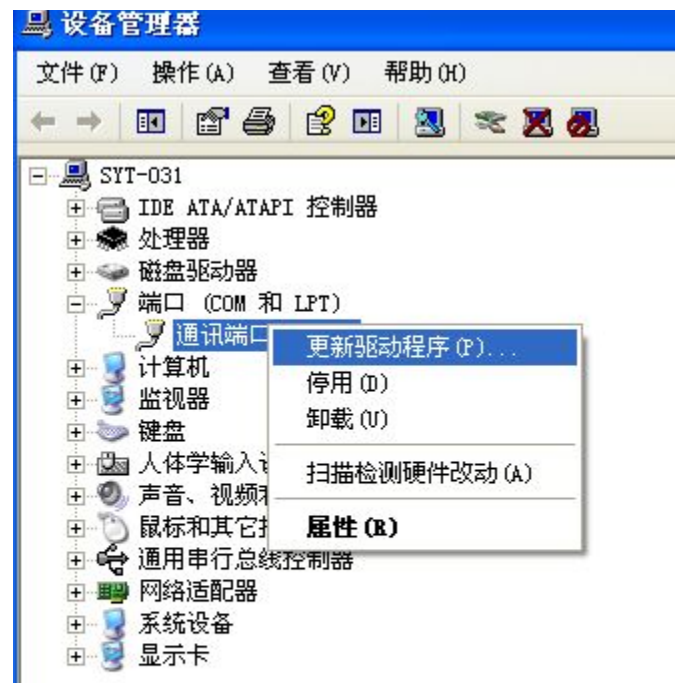 设备管理器
文件(F) 操作(A) 查看(V) 帮助(H)
SYT-031
IDE ATA/ATAPI 控制器
处理器
磁盘驱动器
端口 (COM 和 LPT)
通讯端口
更新驱动程序(P)...
计算机
停用(D)
监视器
卸载(U)
键盘
人体学输入
扫描检测硬件改动(A)
声音、视频
鼠标和其它
属性(R)
通用串行总线控制器
网络适配器
系统设备
显示卡